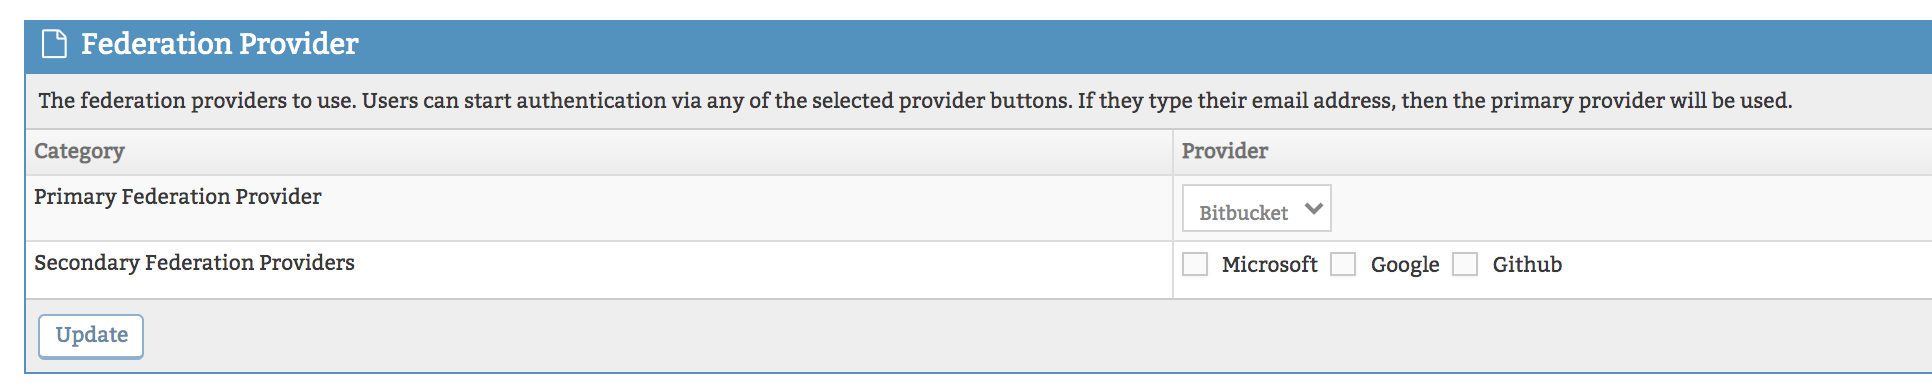 Federation Provider
The federation providers to use. Users can start authentication via any of the selected provider buttons. If they type their email address, then the primary provider will be used.
Category Provider
Primary Federation Provider Bitbucket
Secondary Federation Providers Microsoft Google Github
Update